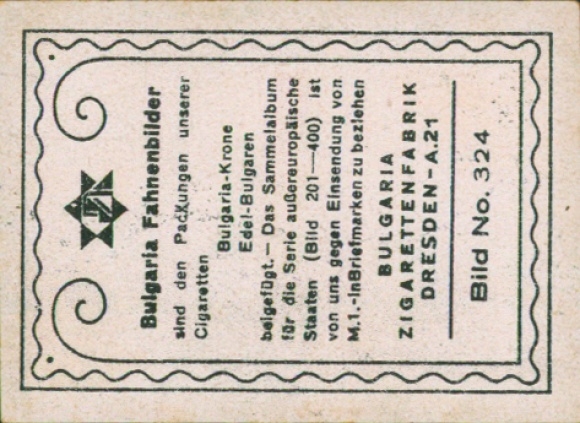 Bulgaria Fahnenbilder
sind den Packungen unserer
Cigaretten
Bulgaria-Krone
Edel-Bulgaren
beigefügt. — Das Sammelalbum
für die Serie außereuropäische
Staaten (Bild 201—400) ist
von uns gegen Einsendung von
M.1.- in Briefmarken zu beziehen
BULGARIA
ZIGARETTENFABRIK
DRESDEN-A.21
Bild No. 324